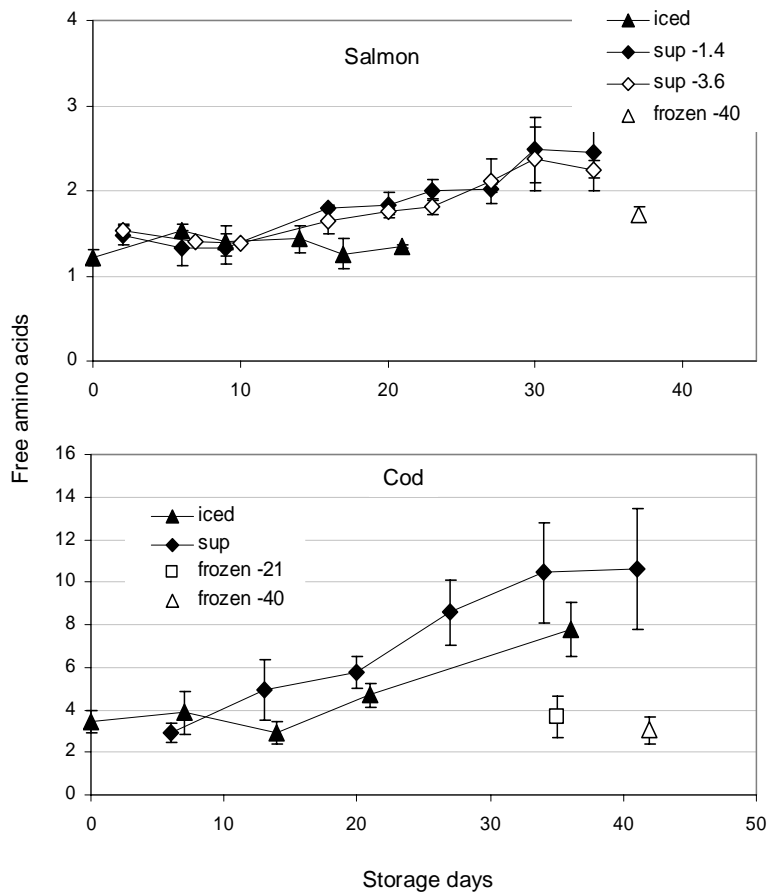 Free amino acids
4
3
2
1
0
0
10
20
30
40
Salmon
iced
sup -1.4
sup -3.6
frozen -40
16
14
12
10
8
6
4
2
0
0
10
20
30
40
50
Cod
iced
sup
frozen -21
frozen -40
Storage days